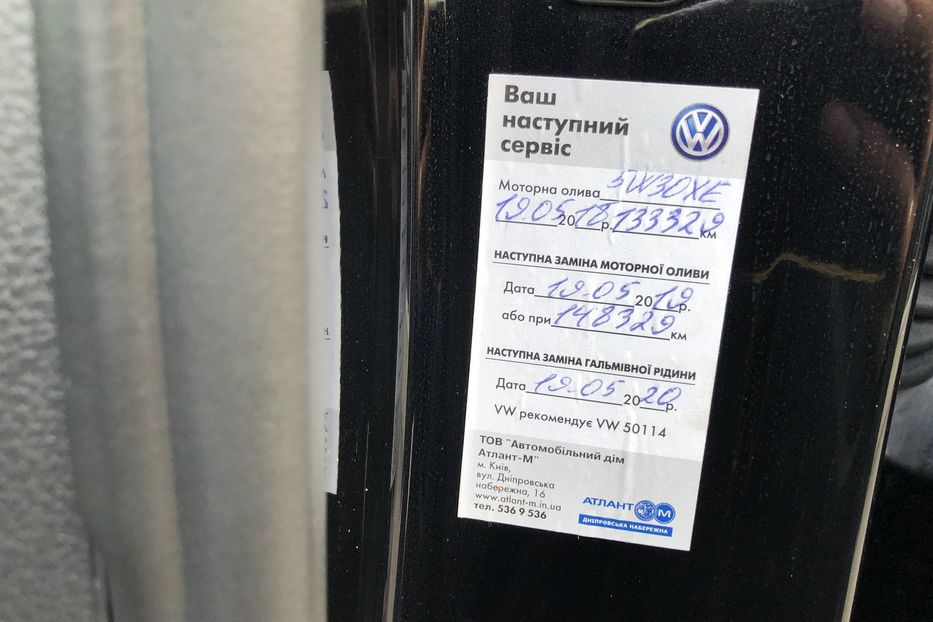 Ваш
наступний
сервіс
Моторна олива 5W30XE
19.05 2018 р. 133329 км
НАСТУПНА ЗАМІНА МОТОРНОЇ ОЛИВИ
Дата 19.05 2019 р.
або при 148329 км
НАСТУПНА ЗАМІНА ГАЛЬМІВНОЇ РІДИНИ
Дата 19.05 2020 р.
VW рекомендує VW 50114
ТОВ "Автомобільний дім
Атлант-М"
м. Київ,
вул. Дніпровська
набережна, 16
www.atlant-m.in.ua
тел. 536 9 536
АТЛАНТ М
ДНІПРОВСЬКА НАБЕРЕЖНА